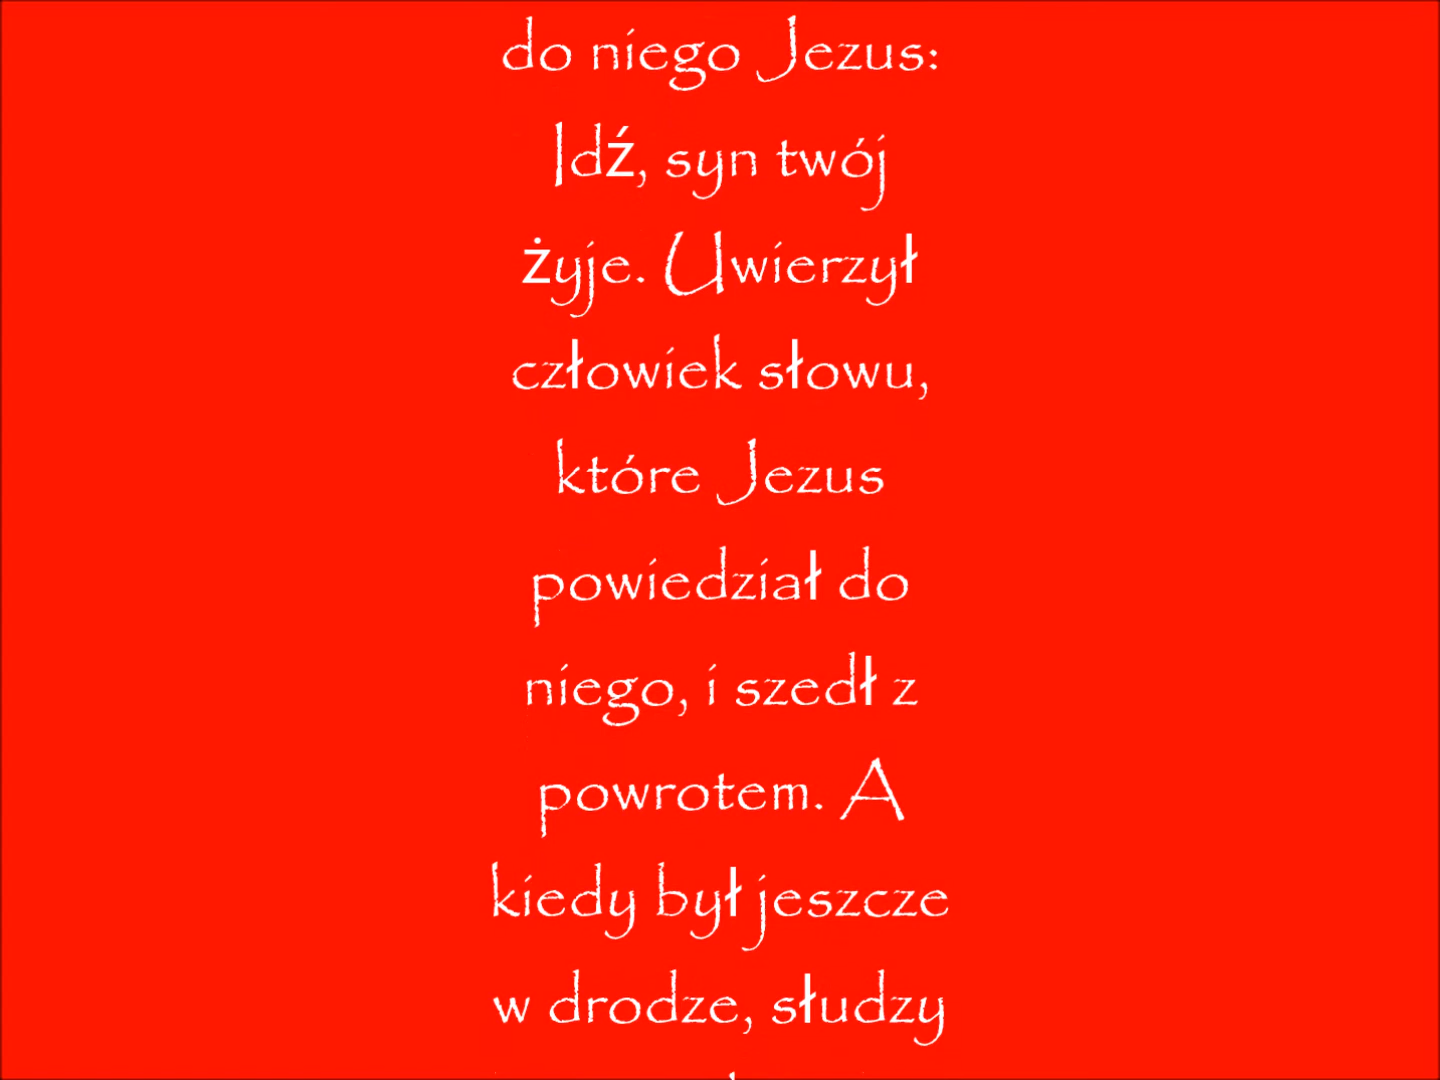 do niego Jezus:
Idź, syn twój
żyje. Uwierzył
człowiek słowu,
które Jezus
powiedział do
niego, i szedł z
powrotem. A
kiedy był jeszcze
w drodze, słudzy